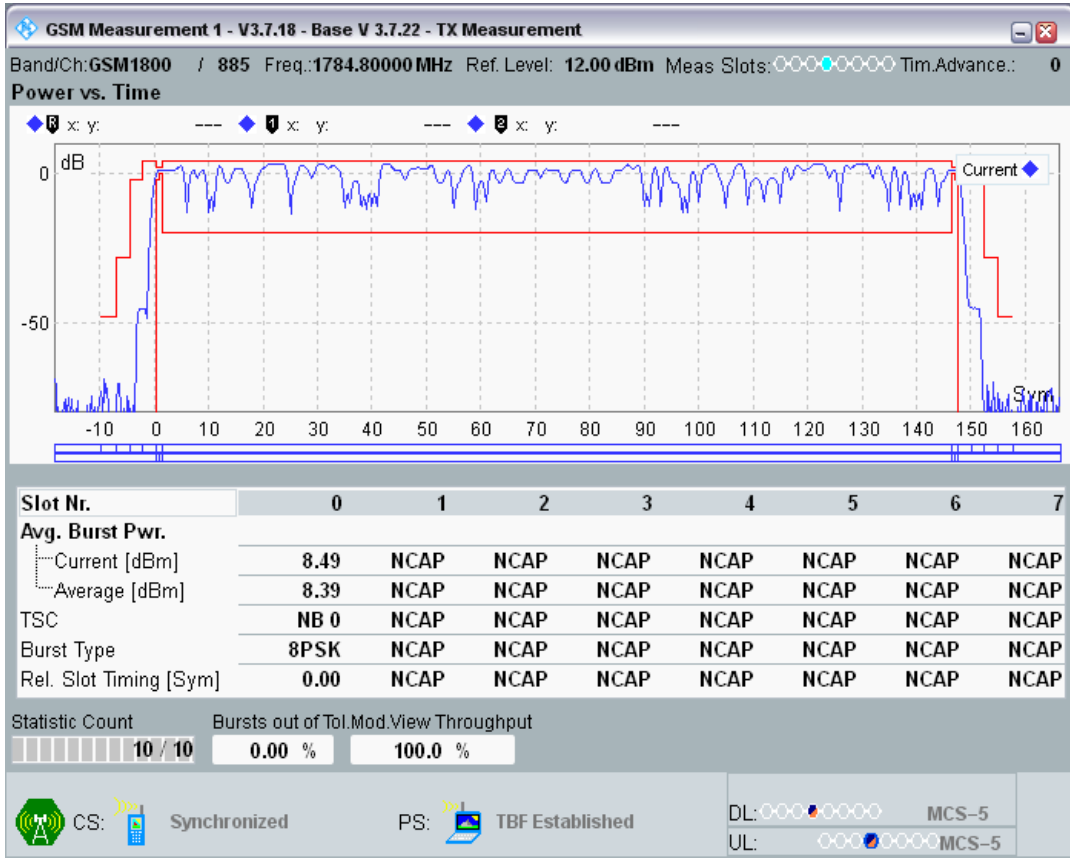 GSM Measurement 1 - V3.7.18 - Base V 3.7.22 - TX Measurement
Band/Ch:GSM1800 / 885 Freq.:1784.80000 MHz Ref. Level: 12.00 dBm Meas Slots: Tim.Advance.: 0
Power vs. Time
R x: y: --- 1 x: y: --- 2 x: y: ---
dB
Current
0
-50
Sym
-10 0 10 20 30 40 50 60 70 80 90 100 110 120 130 140 150 160
Slot Nr. 0 1 2 3 4 5 6 7
Avg. Burst Pwr.
Current [dBm] 8.49 NCAP NCAP NCAP NCAP NCAP NCAP NCAP
Average [dBm] 8.39 NCAP NCAP NCAP NCAP NCAP NCAP NCAP
TSC NB 0 NCAP NCAP NCAP NCAP NCAP NCAP NCAP
Burst Type 8PSK NCAP NCAP NCAP NCAP NCAP NCAP NCAP
Rel. Slot Timing [Sym] 0.00 NCAP NCAP NCAP NCAP NCAP NCAP NCAP
Statistic Count Bursts out of Tol. Mod.View Throughput
10 / 10 0.00 % 100.0 %
CS: Synchronized PS: TBF Established DL: MCS-5
UL: MCS-5